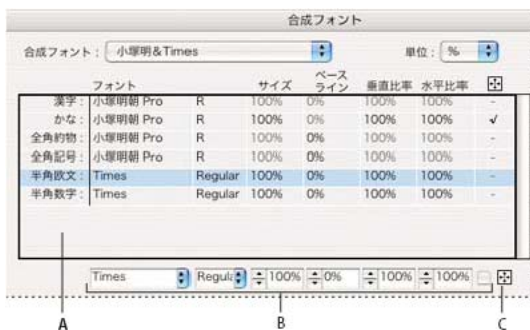 合成フォント
合成フォント： 小塚明&Times 単位： %
フォント サイズ ベースライン 垂直比率 水平比率
漢字： 小塚明朝 Pro R 100% 0% 100% 100% -
かな： 小塚明朝 Pro R 100% 0% 100% 100% √
全角約物： 小塚明朝 Pro R 100% 0% 100% 100% -
全角記号： 小塚明朝 Pro R 100% 0% 100% 100% -
半角欧文： Times Regular 100% 0% 100% 100% -
半角数字： Times Regular 100% 0% 100% 100% -
Times Regula 100% 0% 100% 100%
A B C